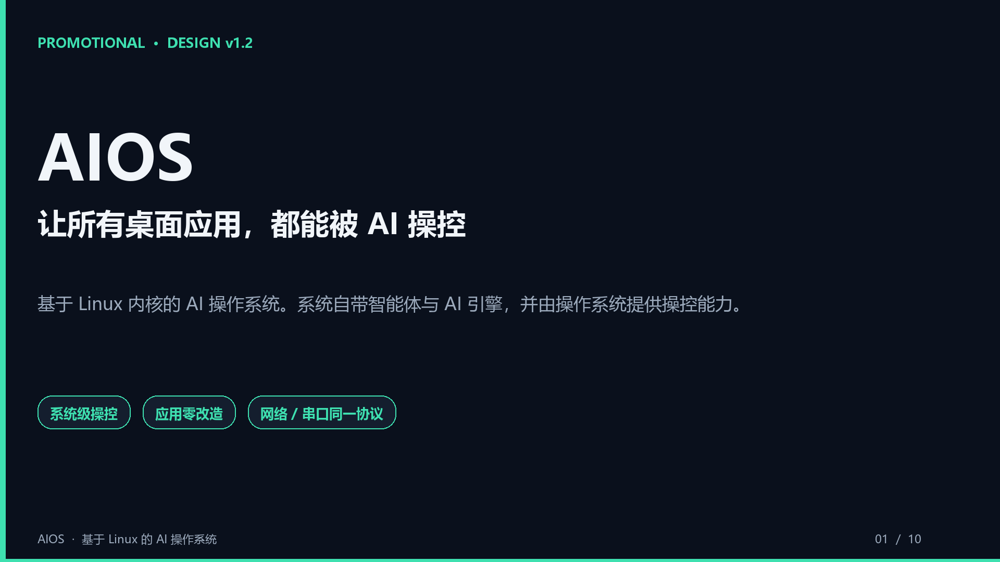 PROMOTIONAL • DESIGN v1.2
AIOS
让所有桌面应用，都能被 AI 操控
基于 Linux 内核的 AI 操作系统。系统自带智能体与 AI 引擎，并由操作系统提供操控能力。
系统级操控
应用零改造
网络 / 串口同一协议
AIOS · 基于 Linux 的 AI 操作系统
01 / 10